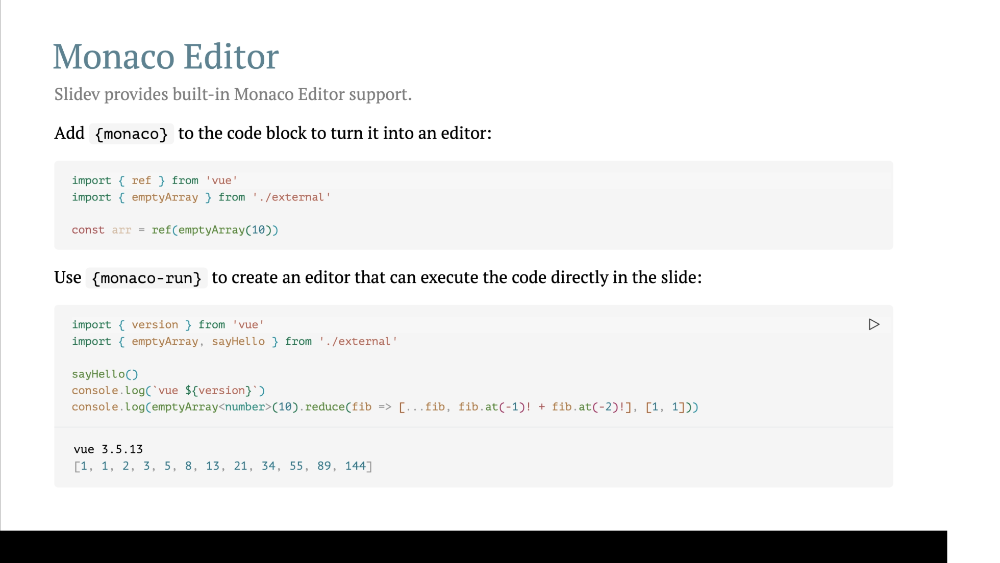 Monaco Editor
Slidev provides built-in Monaco Editor support.
Add {monaco} to the code block to turn it into an editor:
import { ref } from 'vue'
import { emptyArray } from './external'
const arr = ref(emptyArray(10))
Use {monaco-run} to create an editor that can execute the code directly in the slide:
import { version } from 'vue'
import { emptyArray, sayHello } from './external'
sayHello()
console.log(`vue ${version}`)
console.log(emptyArray<number>(10).reduce(fib => [...fib, fib.at(-1)! + fib.at(-2)!], [1, 1]))
vue 3.5.13
[1, 1, 2, 3, 5, 8, 13, 21, 34, 55, 89, 144]